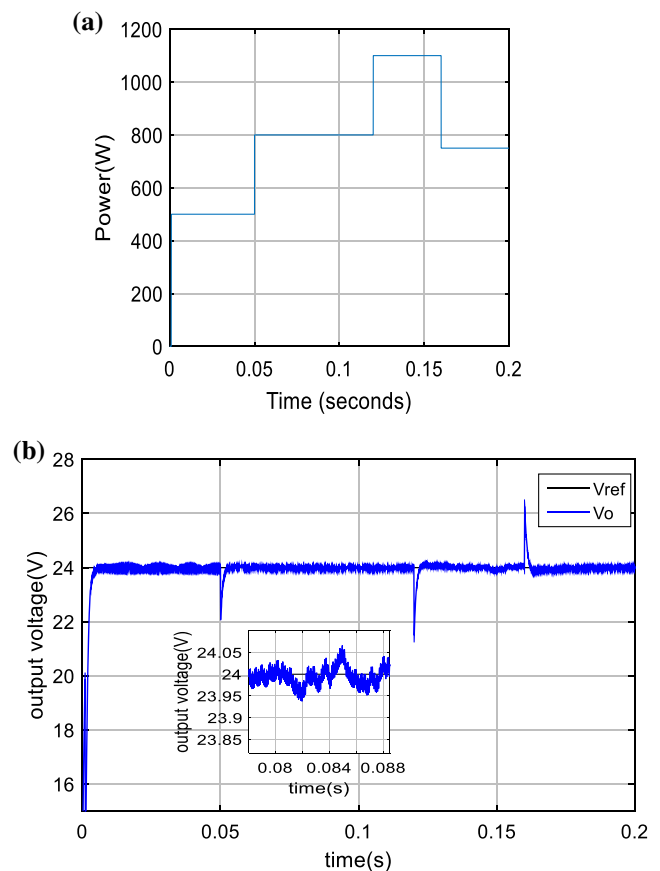 (a)
1200
1000
800
600
400
200
0
Power(W)
0 0.05 0.1 0.15 0.2
Time (seconds)
(b)
28
26
24
22
20
18
16
output voltage(V)
Vref
Vo
output voltage(V)
24.05
24
23.95
23.9
23.85
0.08 0.084 0.088
time(s)
0 0.05 0.1 0.15 0.2
time(s)